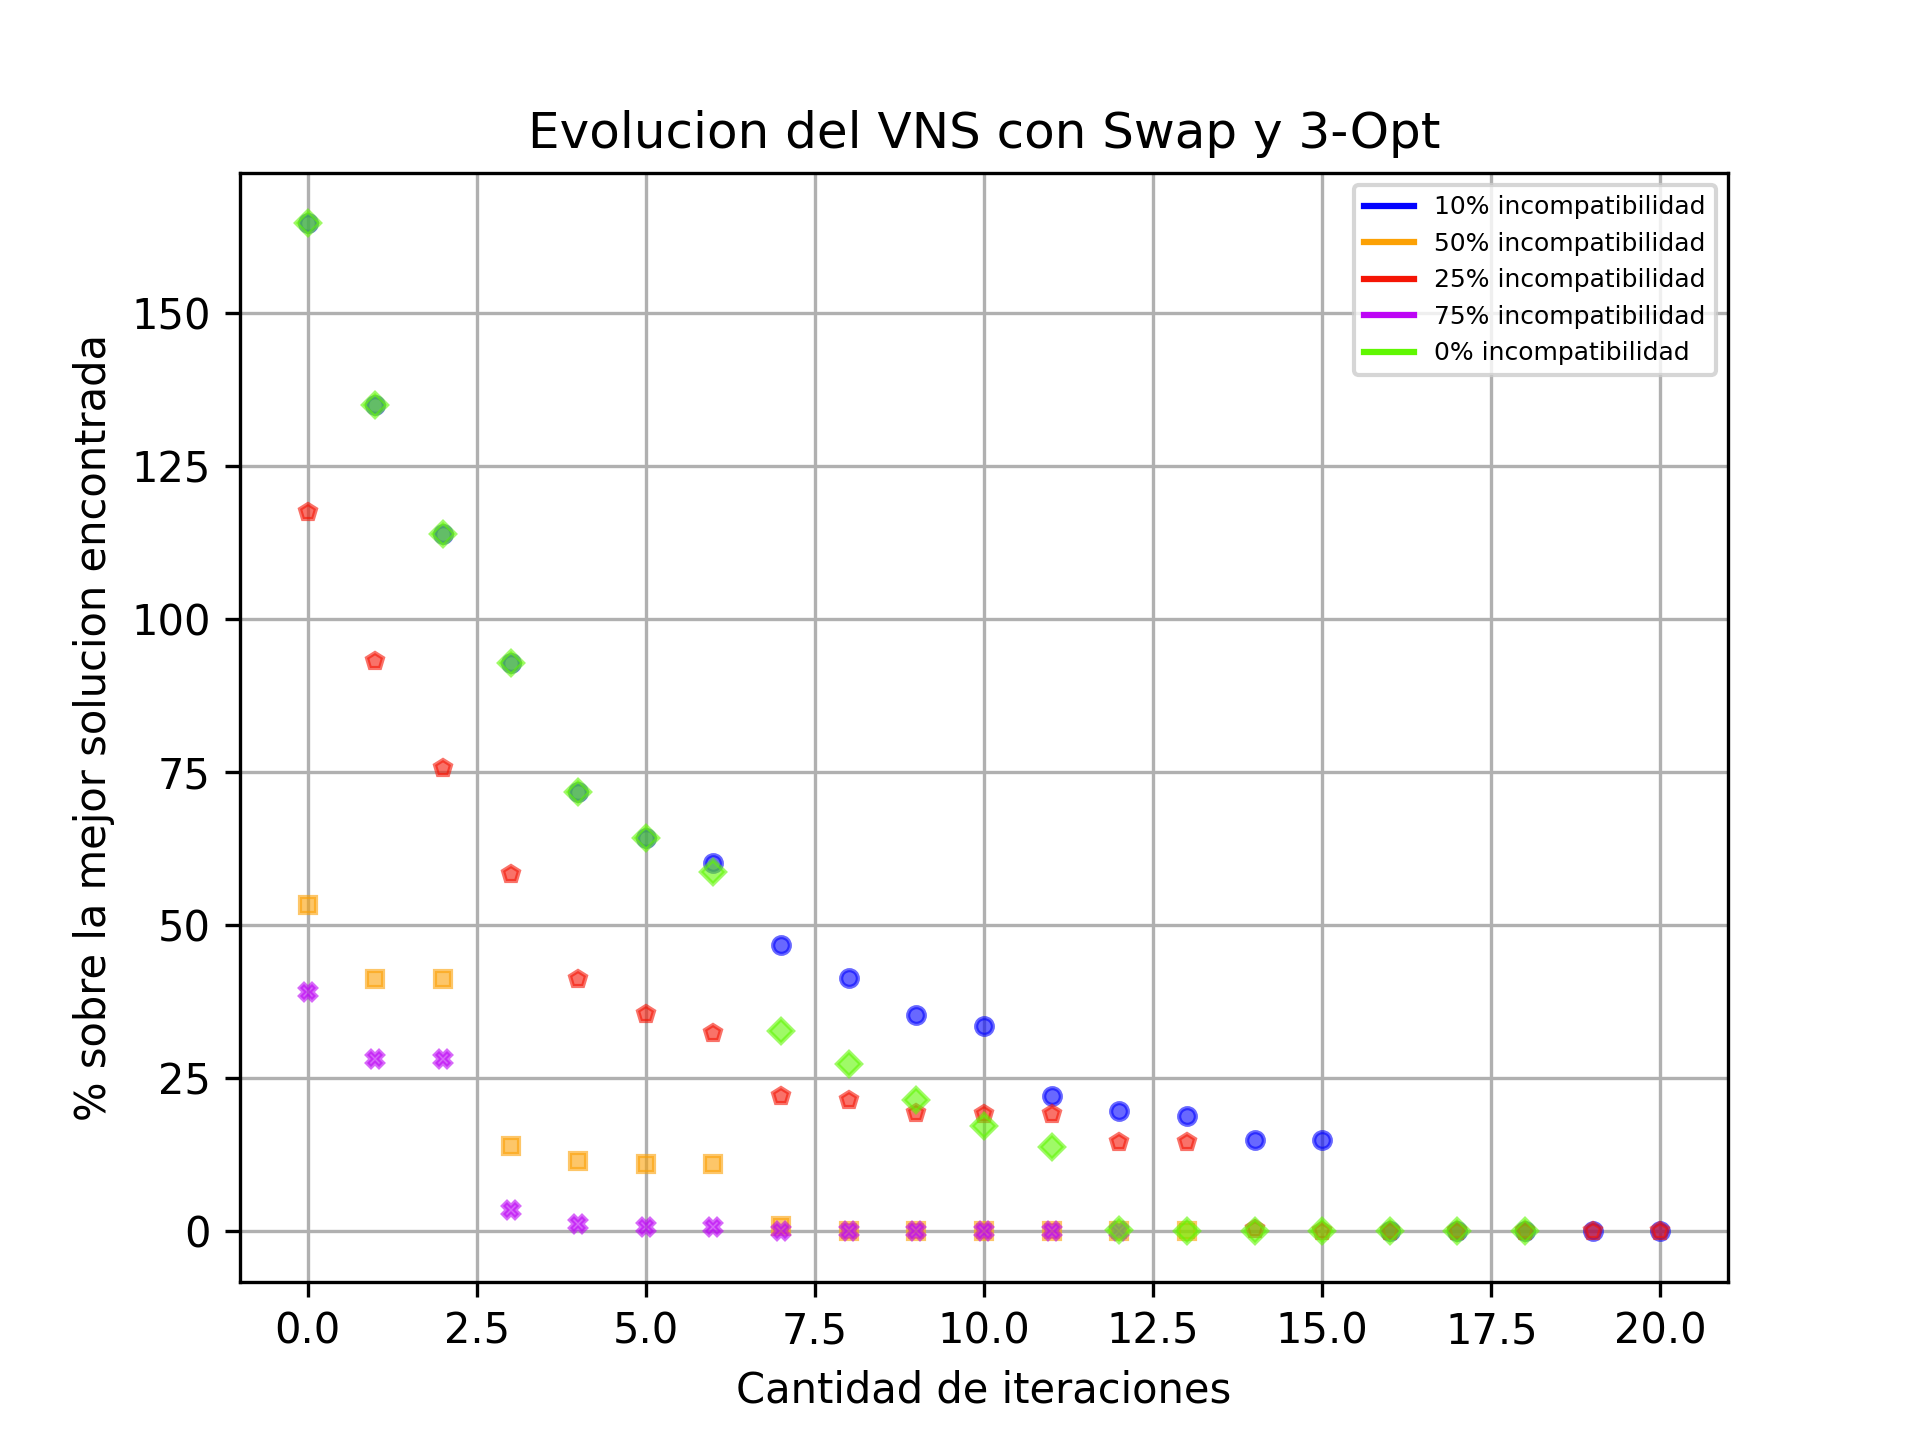 Evolucion del VNS con Swap y 3-Opt
10% incompatibilidad
50% incompatibilidad
25% incompatibilidad
75% incompatibilidad
0% incompatibilidad
% sobre la mejor solucion encontrada
150
125
100
75
50
25
0
0.0 2.5 5.0 7.5 10.0 12.5 15.0 17.5 20.0
Cantidad de iteraciones